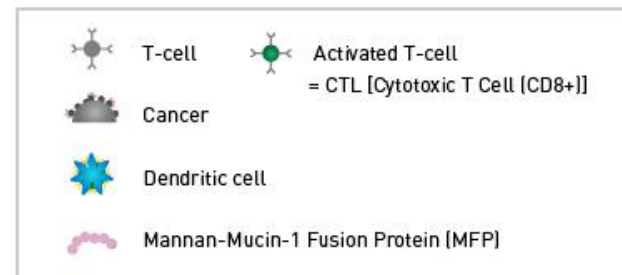 T-cell
Activated T-cell
= CTL [Cytotoxic T Cell (CD8+)]
Cancer
Dendritic cell
Mannan-Mucin-1 Fusion Protein (MFP)